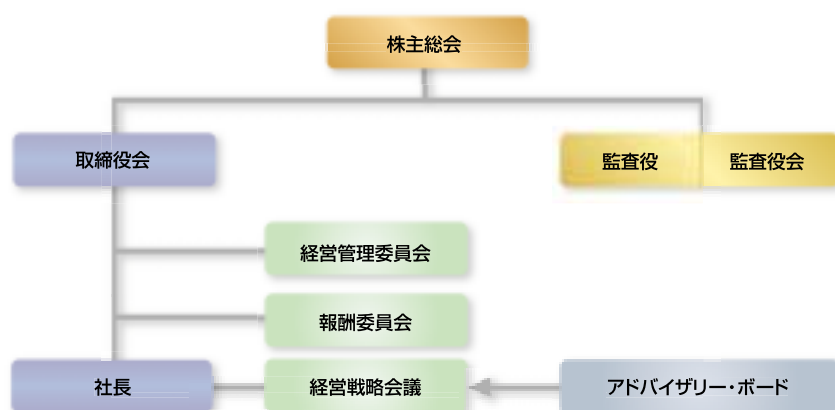 株主総会
取締役会
監査役
監査役会
経営管理委員会
報酬委員会
社長
経営戦略会議
アドバイザリー・ボード